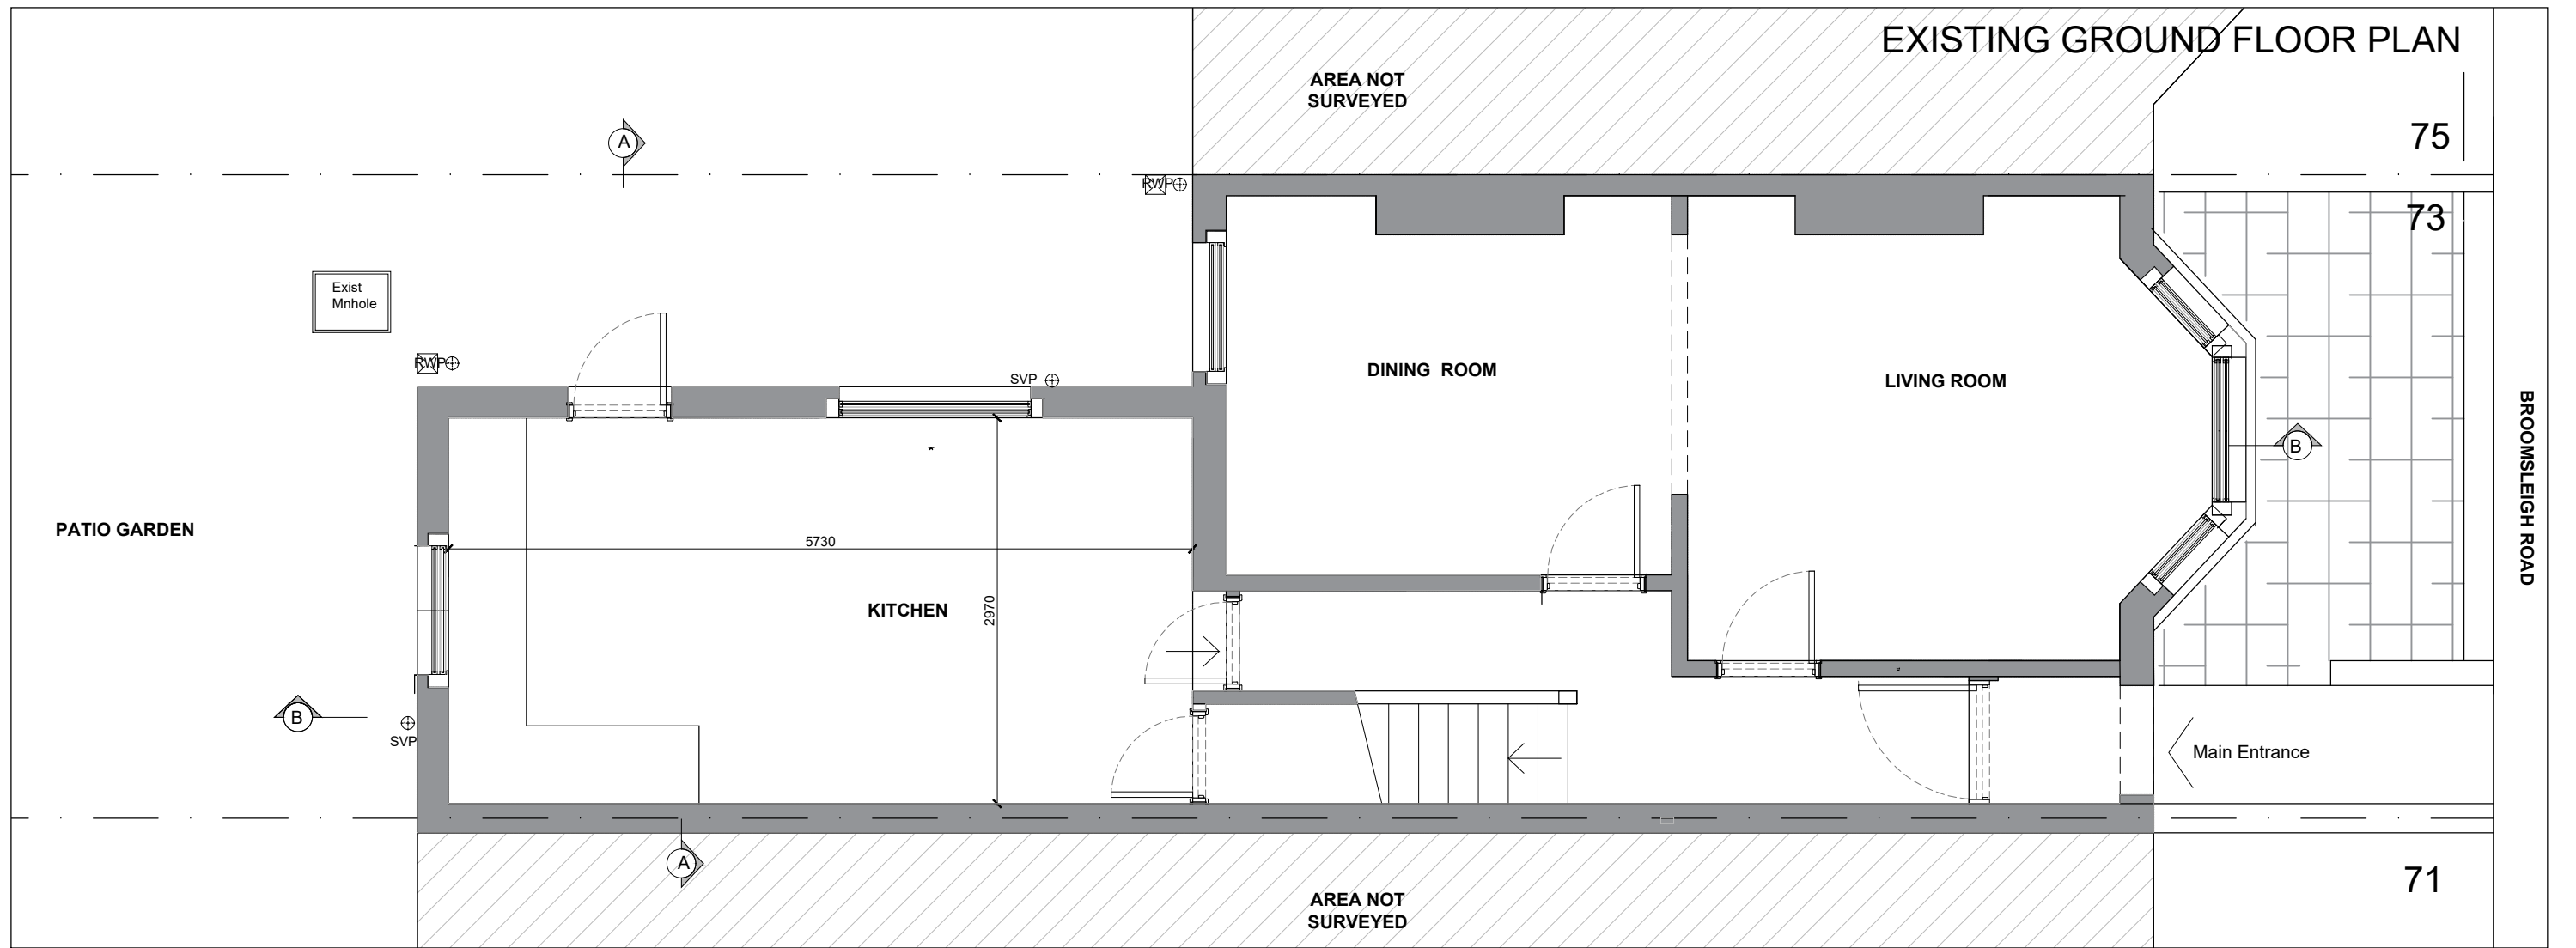 EXISTING GROUND FLOOR PLAN
AREA NOT
SURVEYED
75
A
RWP
73
Exist
Mnhole
RWP
SVP
DINING ROOM
LIVING ROOM
BROOMSLEIGH ROAD
B
PATIO GARDEN
5730
KITCHEN
2970
B
SVP
Main Entrance
A
71
AREA NOT
SURVEYED